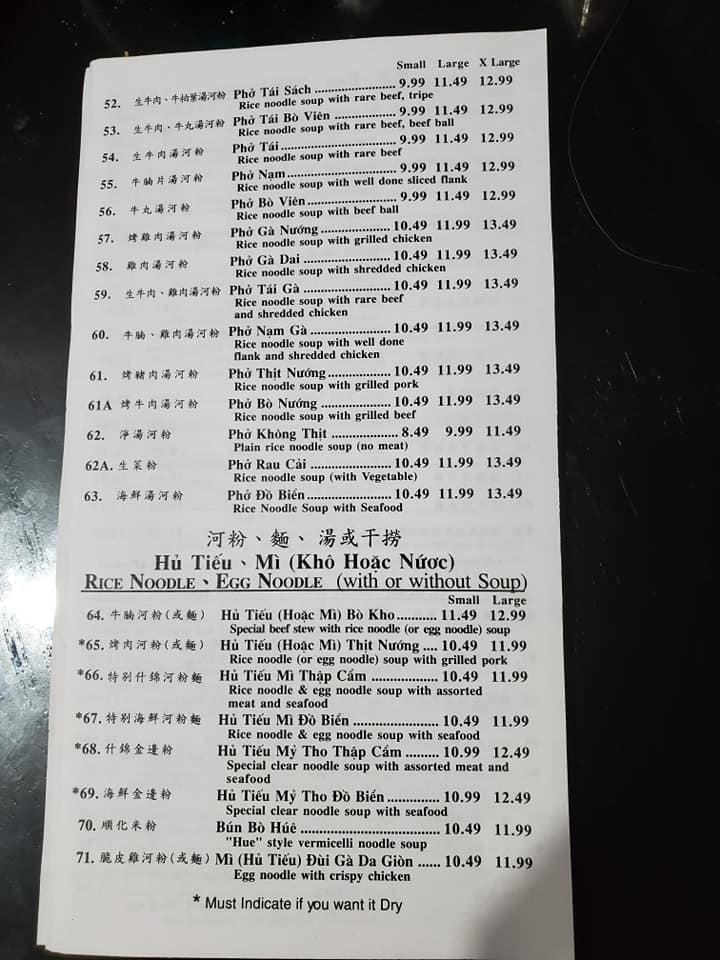 Small Large X Large
52. 生牛肉、牛柏葉湯河粉 Phở Tái Sách ........................ 9.99 11.49 12.99
Rice noodle soup with rare beef, tripe
53. 生牛肉、牛丸湯河粉 Phở Tái Bò Viên .................. 9.99 11.49 12.99
Rice noodle soup with rare beef, beef ball
54. 生牛肉湯河粉 Phở Tái .................................. 9.99 11.49 12.99
Rice noodle soup with rare beef
55. 牛腩片湯河粉 Phở Nạm ................................ 9.99 11.49 12.99
Rice noodle soup with well done sliced flank
56. 牛丸湯河粉 Phở Bò Viên .......................... 9.99 11.49 12.99
Rice noodle soup with beef ball
57. 烤雞肉湯河粉 Phở Gà Nướng .................... 10.49 11.99 13.49
Rice noodle soup with grilled chicken
58. 雞肉湯河粉 Phở Gà Dai .......................... 10.49 11.99 13.49
Rice noodle soup with shredded chicken
59. 生牛肉、雞肉湯河粉 Phở Tái Gà .......................... 10.49 11.99 13.49
Rice noodle soup with rare beef
and shredded chicken
60. 牛腩、雞肉湯河粉 Phở Nạm Gà ........................ 10.49 11.99 13.49
Rice noodle soup with well done
flank and shredded chicken
61. 烤豬肉湯河粉 Phở Thịt Nướng .................. 10.49 11.99 13.49
Rice noodle soup with grilled pork
61A 烤牛肉湯河粉 Phở Bò Nướng .................... 10.49 11.99 13.49
Rice noodle soup with grilled beef
62. 淨湯河粉 Phở Khòng Thịt .................... 8.49 9.99 11.49
Plain rice noodle soup (no meat)
62A. 生菜粉 Phở Rau Cải ........................ 10.49 11.99 13.49
Rice noodle soup (with Vegetable)
63. 海鮮湯河粉 Phở Đồ Biển ........................ 10.49 11.99 13.49
Rice Noodle Soup with Seafood
河粉、麵、湯或干撈
Hủ Tiếu、Mì (Khô Hoặc Nước)
RICE NOODLE、EGG NOODLE (with or without Soup)
Small Large
64. 牛腩河粉(或麵) Hủ Tiếu (Hoặc Mì) Bò Kho ........... 11.49 12.99
Special beef stew with rice noodle (or egg noodle) soup
*65. 烤肉河粉(或麵) Hủ Tiếu (Hoặc Mì) Thịt Nướng .... 10.49 11.99
Rice noodle (or egg noodle) soup with grilled pork
*66. 特別什錦河粉麵 Hủ Tiếu Mì Thập Cẩm ................... 10.49 11.99
Rice noodle & egg noodle soup with assorted
meat and seafood
*67. 特別海鮮河粉麵 Hủ Tiếu Mì Đồ Biển ........................ 10.49 11.99
Rice noodle & egg noodle soup with seafood
*68. 什錦金邊粉 Hủ Tiếu Mỷ Tho Thập Cẩm ......... 10.99 12.49
Special clear noodle soup with assorted meat and
seafood
*69. 海鮮金邊粉 Hủ Tiếu Mỷ Tho Đồ Biển .............. 10.99 12.49
Special clear noodle soup with seafood
70. 順化米粉 Bún Bò Húê ...................................... 10.49 11.99
"Hue" style vermicelli noodle soup
71. 脆皮雞河粉(或麵) Mì (Hủ Tiếu) Đùi Gà Da Giòn ...... 10.49 11.99
Egg noodle with crispy chicken
* Must Indicate if you want it Dry